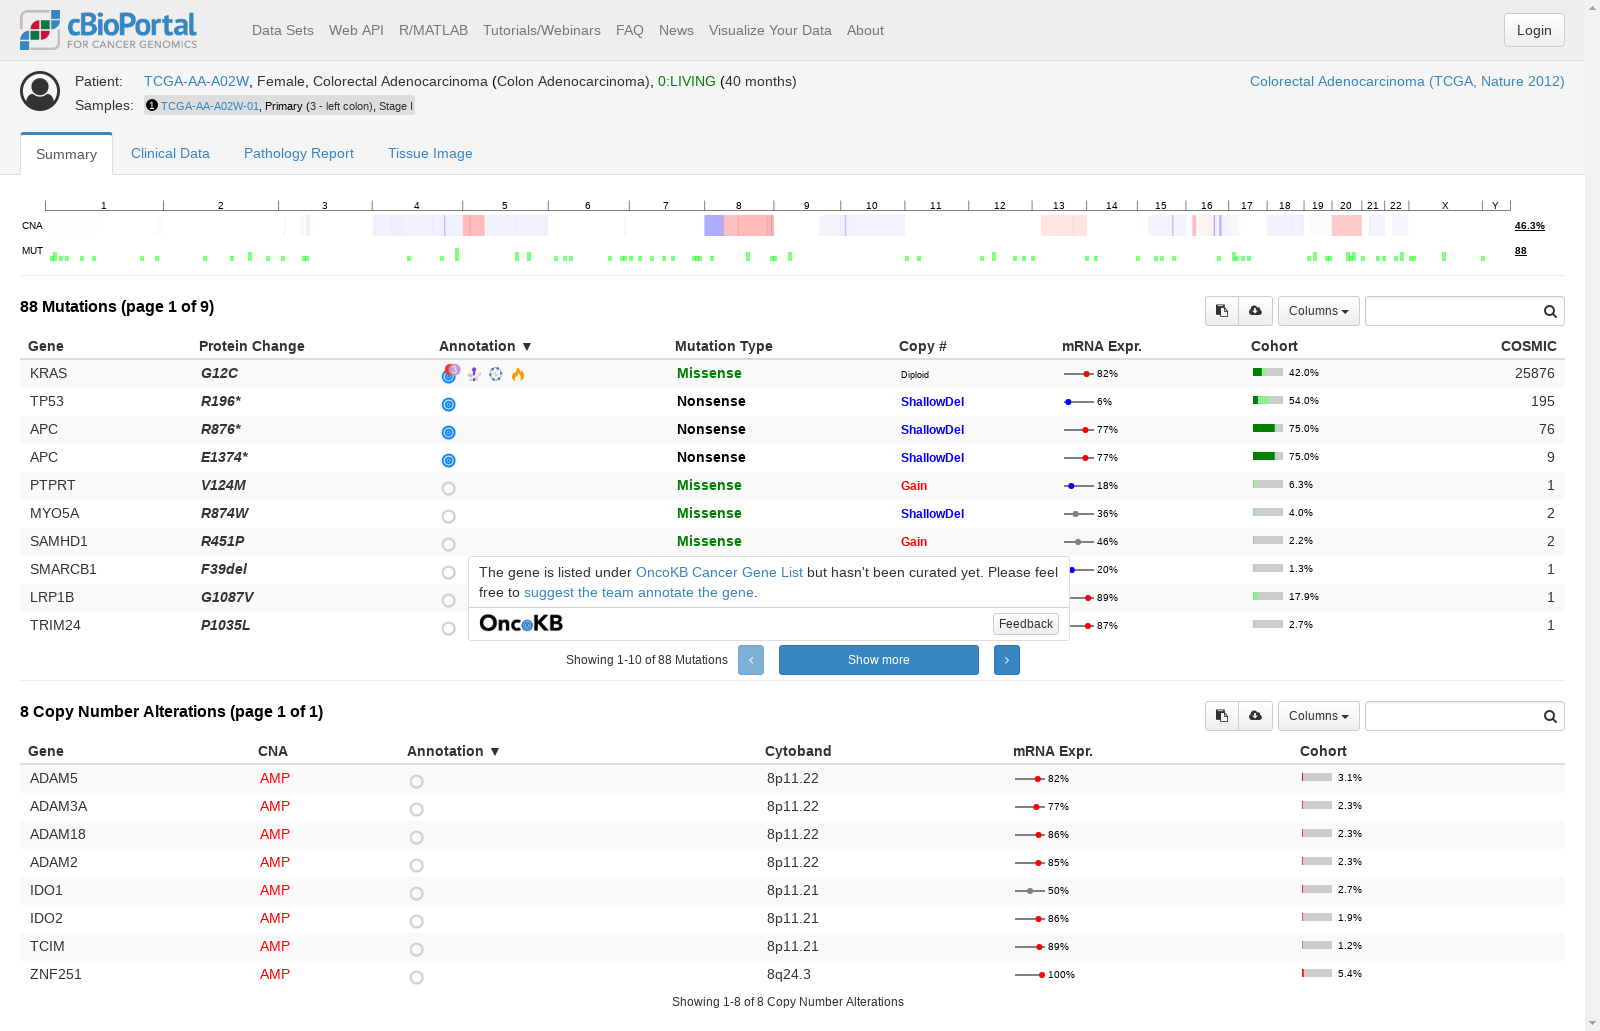 cBioPortal
FOR CANCER GENOMICS
Data Sets Web API R/MATLAB Tutorials/Webinars FAQ News Visualize Your Data About
Login
Patient: TCGA-AA-A02W, Female, Colorectal Adenocarcinoma (Colon Adenocarcinoma), 0:LIVING (40 months)
Colorectal Adenocarcinoma (TCGA, Nature 2012)
Samples: 1 TCGA-AA-A02W-01, Primary (3 - left colon), Stage I
Summary Clinical Data Pathology Report Tissue Image
1 2 3 4 5 6 7 8 9 10 11 12 13 14 15 16 17 18 19 20 21 22 X Y
CNA 46.3%
MUT 88
88 Mutations (page 1 of 9)
Columns
Gene Protein Change Annotation ▼ Mutation Type Copy # mRNA Expr. Cohort COSMIC
KRAS G12C 3 Missense Diploid 82% 42.0% 25876
TP53 R196* Nonsense ShallowDel 6% 54.0% 195
APC R876* Nonsense ShallowDel 77% 75.0% 76
APC E1374* Nonsense ShallowDel 77% 75.0% 9
PTPRT V124M Missense Gain 18% 6.3% 1
MYO5A R874W Missense ShallowDel 36% 4.0% 2
SAMHD1 R451P Missense Gain 46% 2.2% 2
SMARCB1 F39del 20% 1.3% 1
LRP1B G1087V 89% 17.9% 1
TRIM24 P1035L 87% 2.7% 1
The gene is listed under OncoKB Cancer Gene List but hasn't been curated yet. Please feel
free to suggest the team annotate the gene.
OncoKB Feedback
Showing 1-10 of 88 Mutations ‹ Show more ›
8 Copy Number Alterations (page 1 of 1)
Columns
Gene CNA Annotation ▼ Cytoband mRNA Expr. Cohort
ADAM5 AMP 8p11.22 82% 3.1%
ADAM3A AMP 8p11.22 77% 2.3%
ADAM18 AMP 8p11.22 86% 2.3%
ADAM2 AMP 8p11.22 85% 2.3%
IDO1 AMP 8p11.21 50% 2.7%
IDO2 AMP 8p11.21 86% 1.9%
TCIM AMP 8p11.21 89% 1.2%
ZNF251 AMP 8q24.3 100% 5.4%
Showing 1-8 of 8 Copy Number Alterations